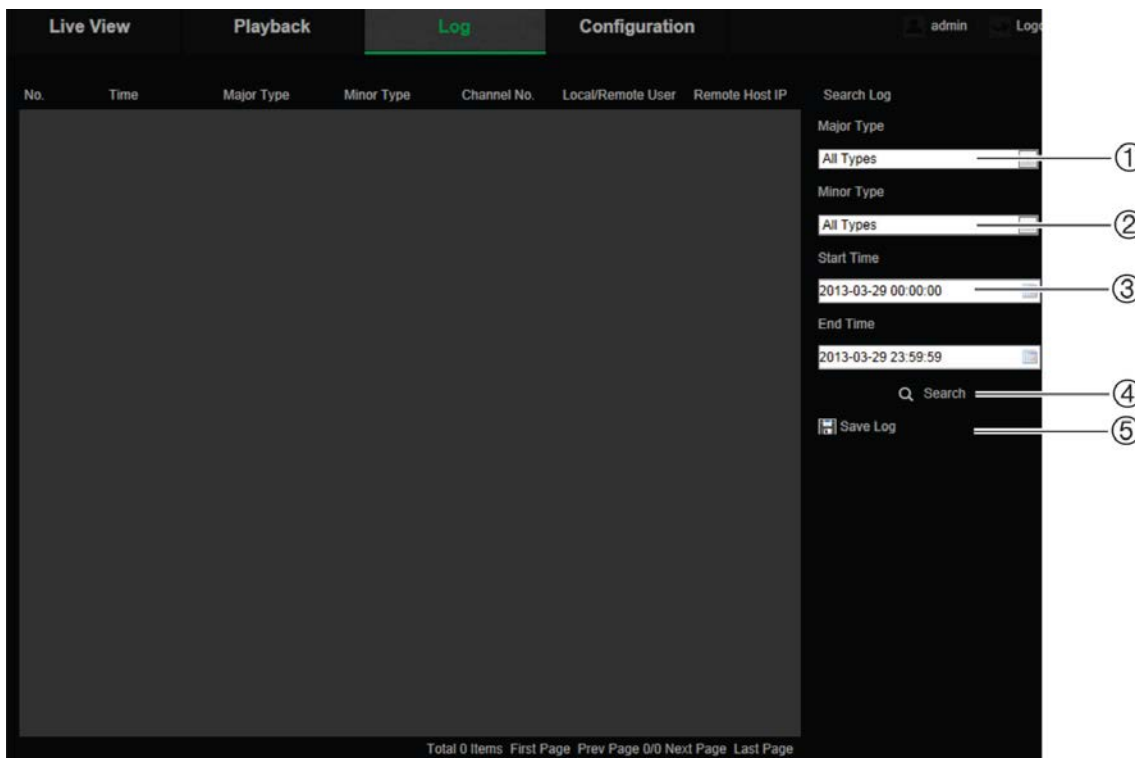 Live View Playback Log Configuration admin
No. Time Major Type Minor Type Channel No. Local/Remote User Remote Host IP Search Log
Major Type
All Types ①
Minor Type
All Types ②
Start Time
2013-03-29 00:00:00 ③
End Time
2013-03-29 23:59:59
Search ④
Save Log ⑤
Total 0 Items First Page Prev Page 0/0 Next Page Last Page